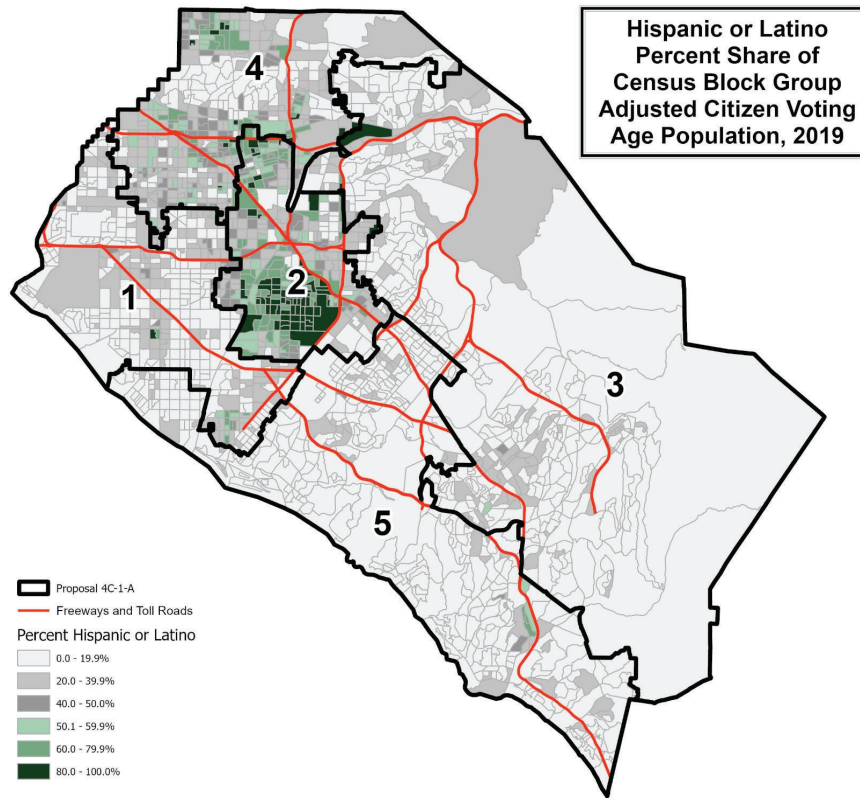 Hispanic or Latino
Percent Share of
Census Block Group
Adjusted Citizen Voting
Age Population, 2019
4
2
1
3
5
Proposal 4C-1-A
Freeways and Toll Roads
Percent Hispanic or Latino
0.0 - 19.9%
20.0 - 39.9%
40.0 - 50.0%
50.1 - 59.9%
60.0 - 79.9%
80.0 - 100.0%